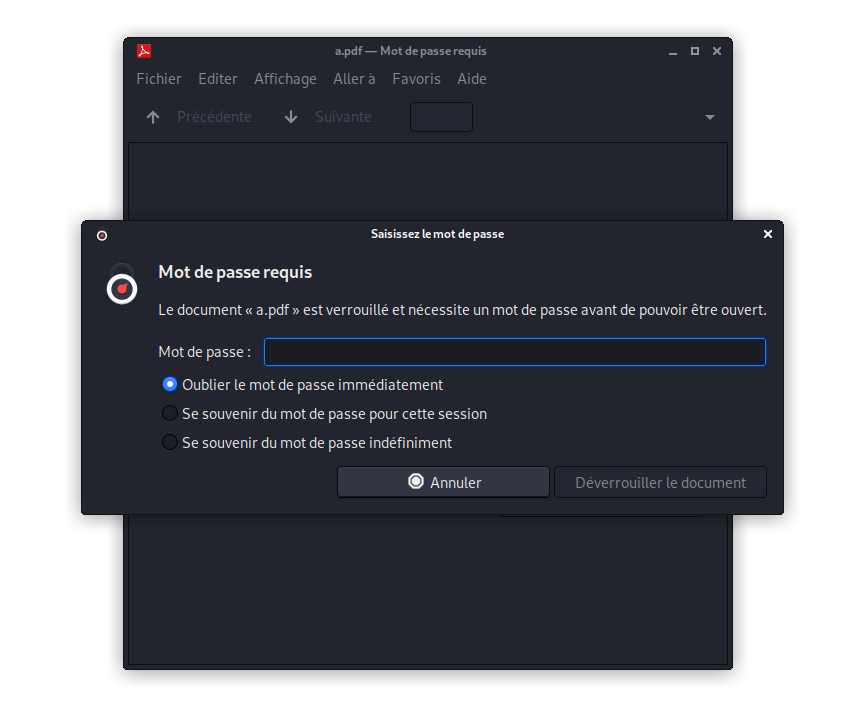 a.pdf — Mot de passe requis
Fichier Editer Affichage Aller à Favoris Aide
Précédente Suivante
Saisissez le mot de passe
Mot de passe requis
Le document « a.pdf » est verrouillé et nécessite un mot de passe avant de pouvoir être ouvert.
Mot de passe :
Oublier le mot de passe immédiatement
Se souvenir du mot de passe pour cette session
Se souvenir du mot de passe indéfiniment
Annuler Déverrouiller le document